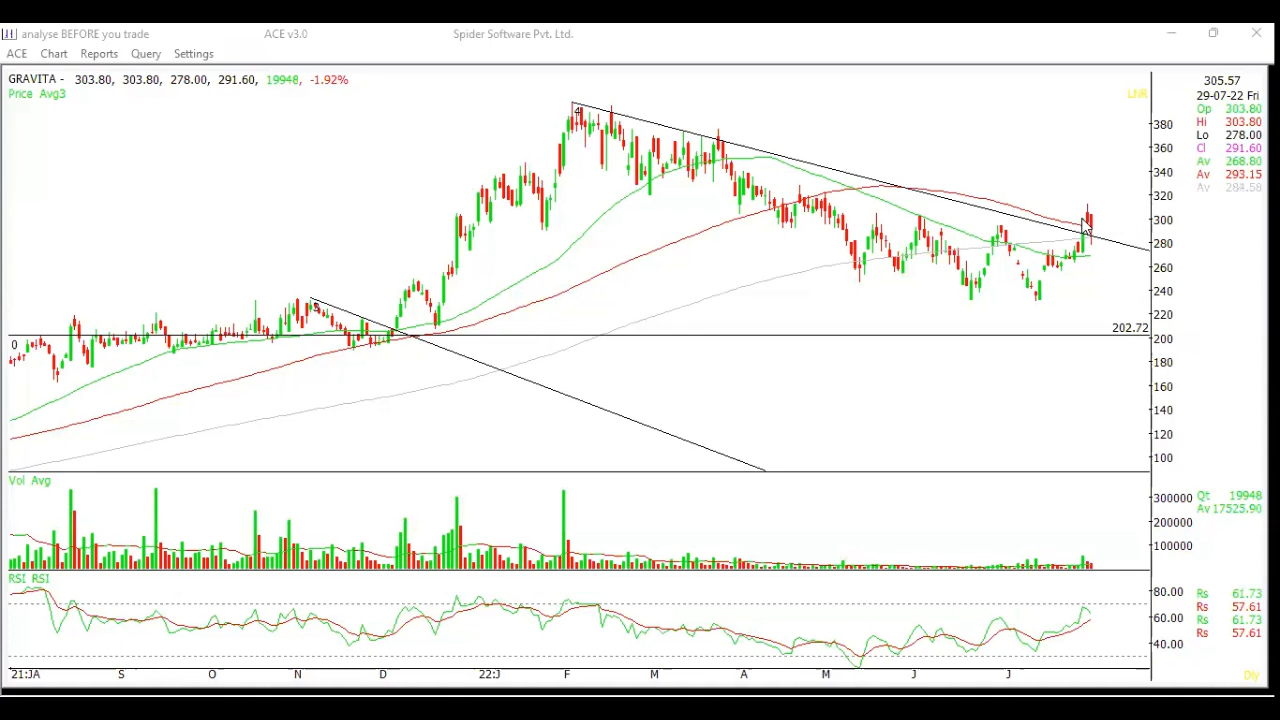 analyse BEFORE you trade ACE v3.0 Spider Software Pvt. Ltd.
ACE Chart Reports Query Settings
GRAVITA - 303.80, 303.80, 278.00, 291.60, 19948, -1.92%
Price Avg3
LNR
305.57
29-07-22 Fri
Op 303.80
Hi 303.80
Lo 278.00
Cl 291.60
Av 268.80
Av 293.15
Av 284.58
380
360
340
320
300
280
260
240
220
200
180
160
140
120
100
4
2
0
202.72
Vol Avg
300000
200000
100000
Qt 19948
Av 17525.90
RSI RSI
80.00
60.00
40.00
Rs 61.73
Rs 57.61
Rs 61.73
Rs 57.61
21:JA S O N D 22:J F M A M J J
Dly